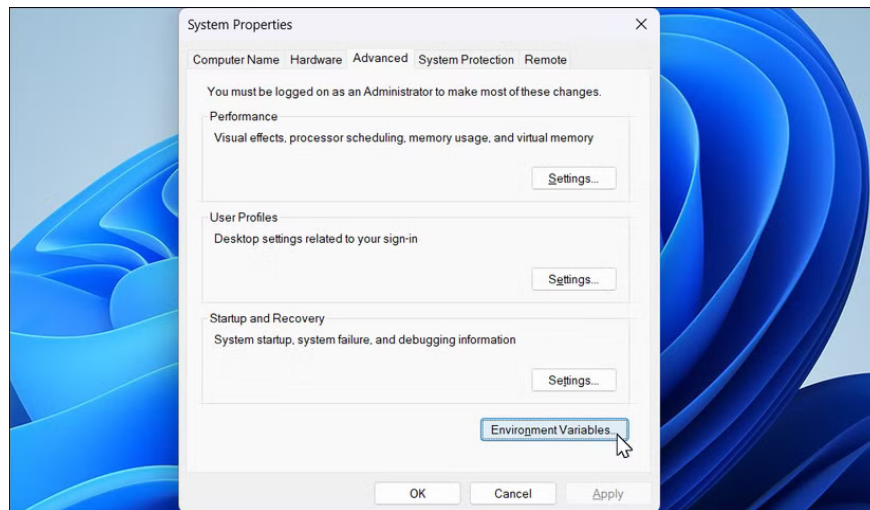 System Properties
Computer Name Hardware Advanced System Protection Remote
You must be logged on as an Administrator to make most of these changes.
Performance
Visual effects, processor scheduling, memory usage, and virtual memory
Settings...
User Profiles
Desktop settings related to your sign-in
Settings...
Startup and Recovery
System startup, system failure, and debugging information
Settings...
Environment Variables...
OK Cancel Apply